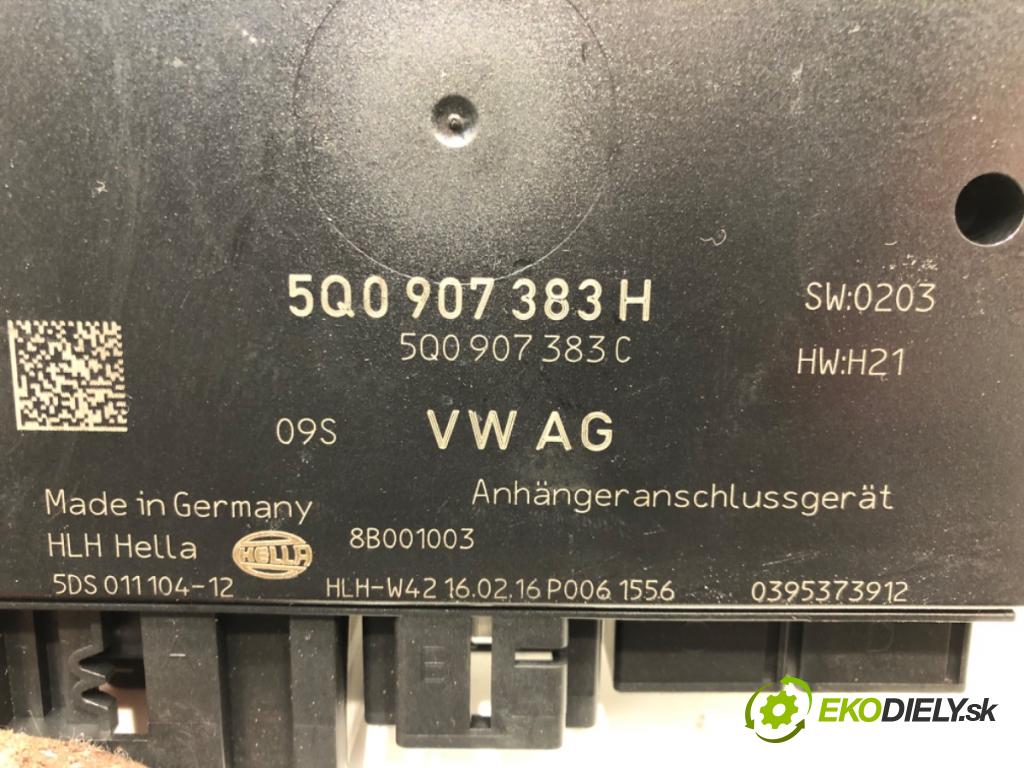 5Q0 907 383 H
5Q0 907 383 C
SW:0203
HW:H21
09S
VW AG
Made in Germany
Anhängeranschlussgerät
HLH Hella
HELLA
8B001003
5DS 011 104-12
HLH-W42 16.02.16 P006 1556
0395373912
B
EKODIELY.sk